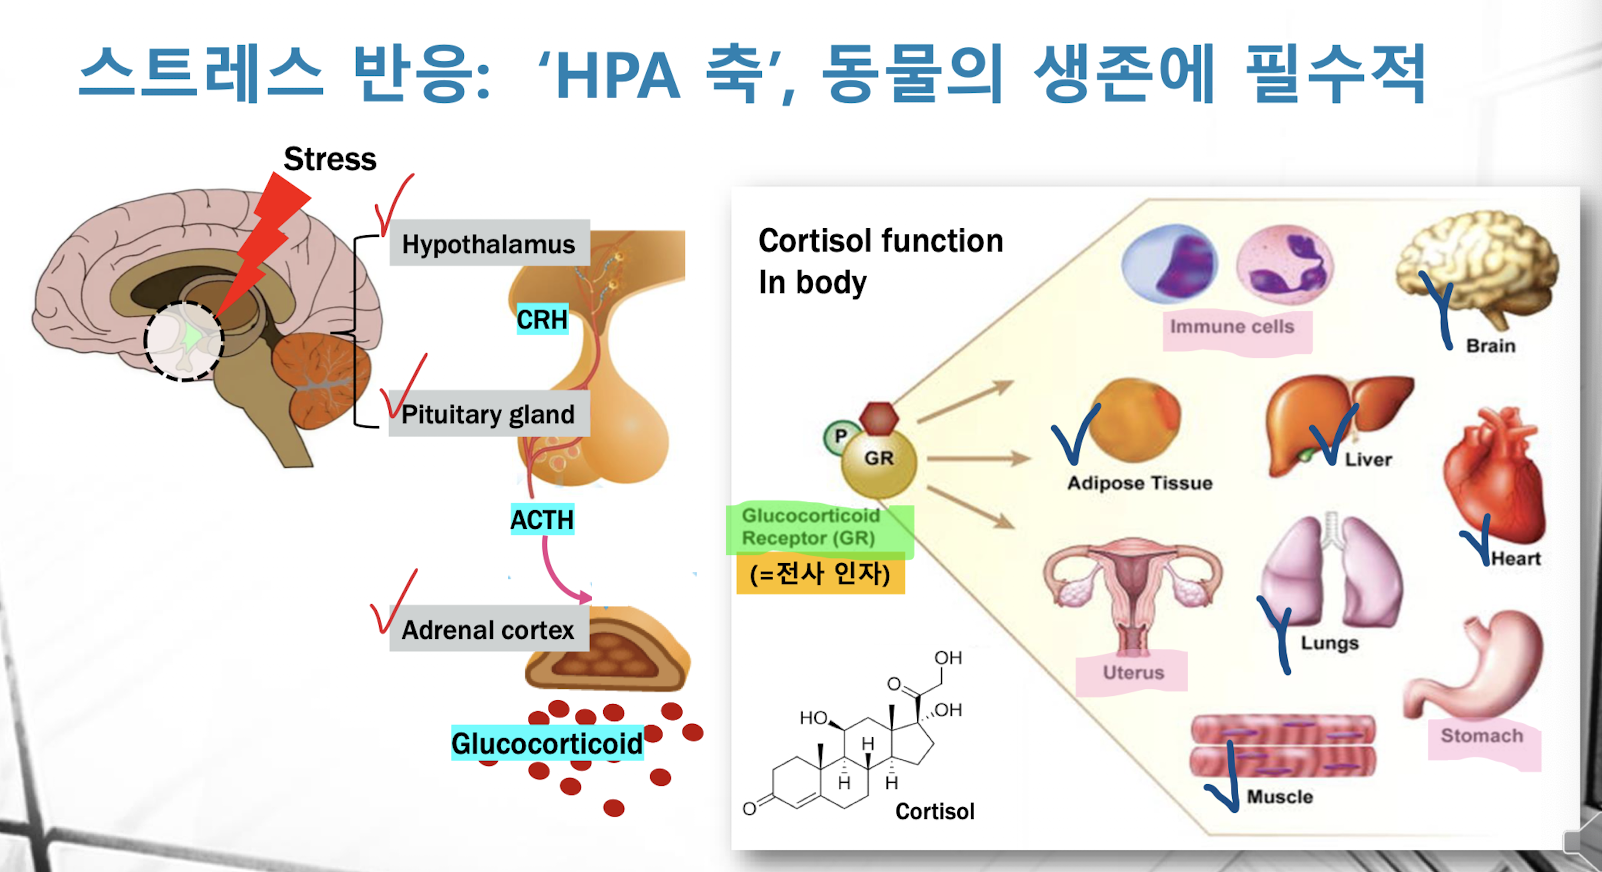 스트레스 반응: ‘HPA 축’, 동물의 생존에 필수적
Stress
Hypothalamus
CRH
Pituitary gland
ACTH
Adrenal cortex
Glucocorticoid
Cortisol function
In body
P
GR
Glucocorticoid
Receptor (GR)
(=전사 인자)
Immune cells
Brain
Adipose Tissue
Liver
Heart
Uterus
Lungs
Stomach
Muscle
OH
O
OH
HO
H
H
H
O
Cortisol